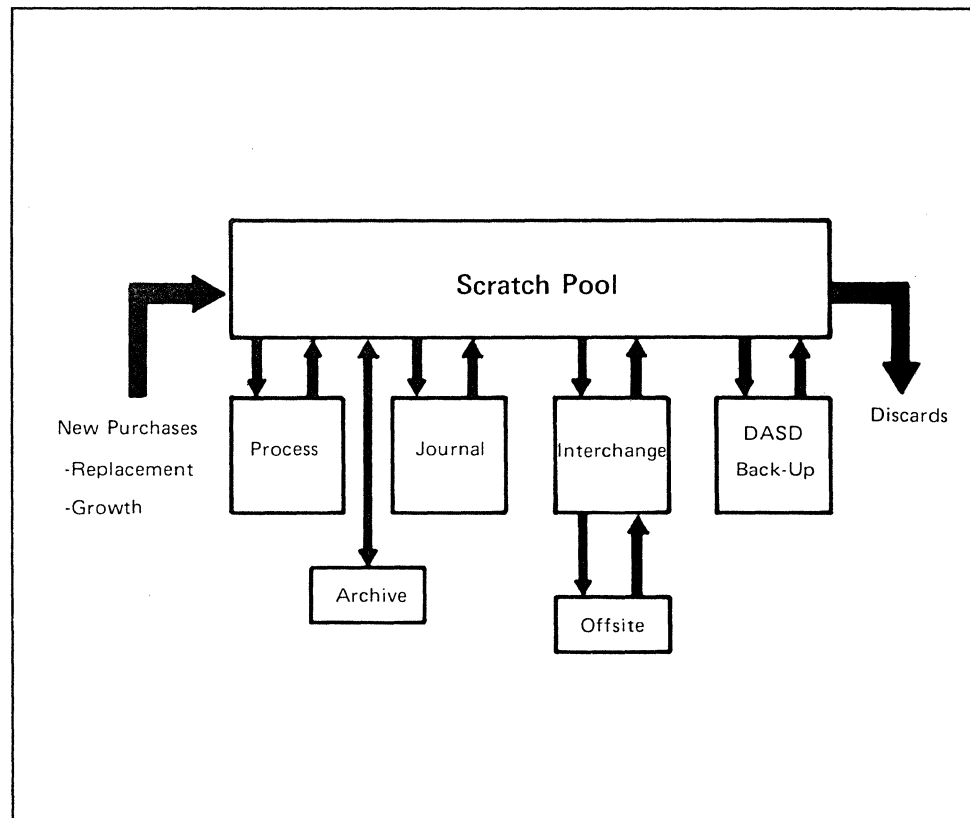 Scratch Pool
New Purchases
-Replacement
-Growth
Process
Journal
Interchange
DASD
Back-Up
Discards
Archive
Offsite